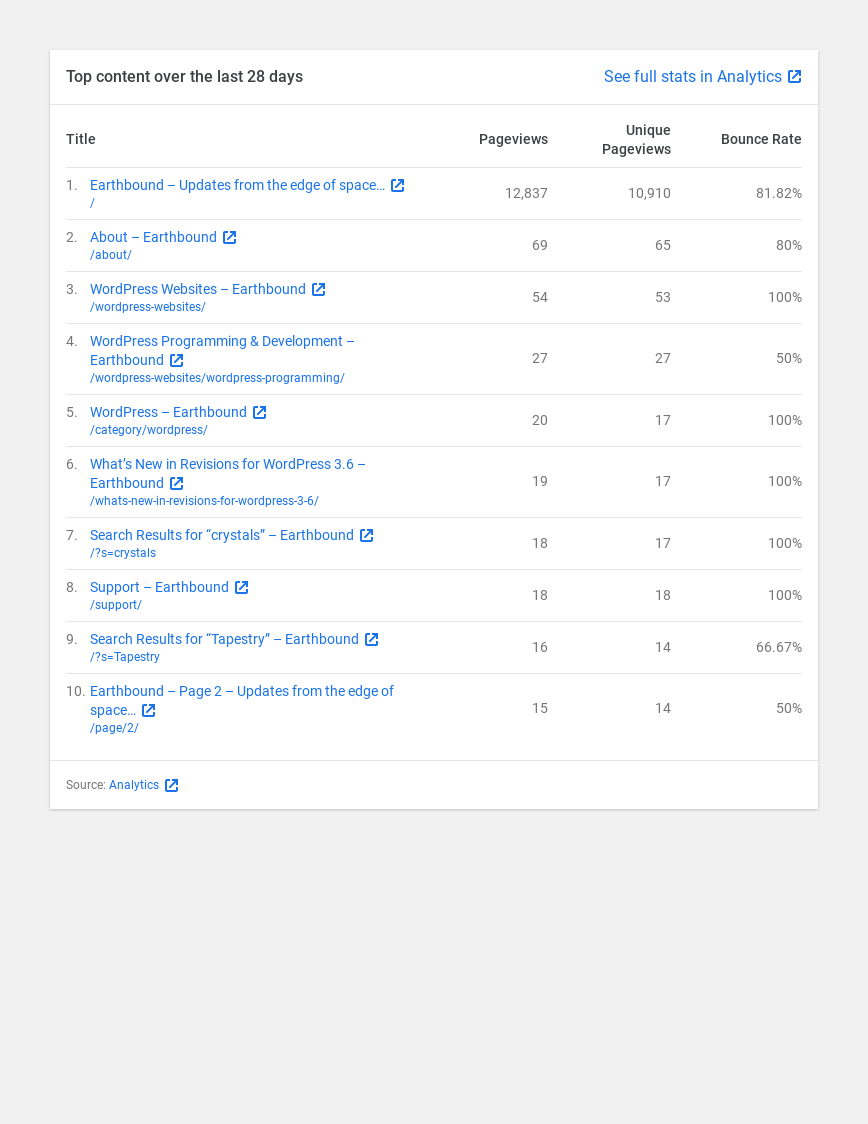 Top content over the last 28 days See full stats in Analytics
Title Pageviews Unique Pageviews Bounce Rate
1. Earthbound – Updates from the edge of space… 12,837 10,910 81.82%
/
2. About – Earthbound 69 65 80%
/about/
3. WordPress Websites – Earthbound 54 53 100%
/wordpress-websites/
4. WordPress Programming & Development –
Earthbound 27 27 50%
/wordpress-websites/wordpress-programming/
5. WordPress – Earthbound 20 17 100%
/category/wordpress/
6. What’s New in Revisions for WordPress 3.6 –
Earthbound 19 17 100%
/whats-new-in-revisions-for-wordpress-3-6/
7. Search Results for “crystals” – Earthbound 18 17 100%
/?s=crystals
8. Support – Earthbound 18 18 100%
/support/
9. Search Results for “Tapestry” – Earthbound 16 14 66.67%
/?s=Tapestry
10. Earthbound – Page 2 – Updates from the edge of
space… 15 14 50%
/page/2/
Source: Analytics